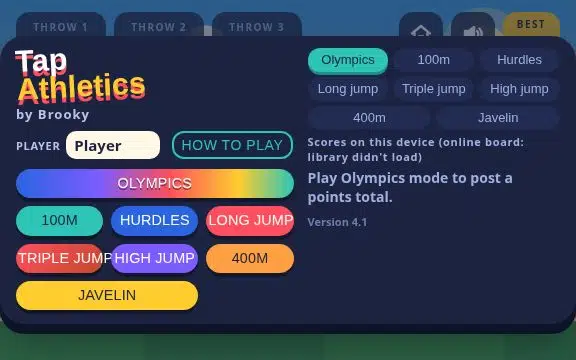 THROW 1 THROW 2 THROW 3 BEST
Tap
Athletics
by Brooky
PLAYER Player HOW TO PLAY
OLYMPICS
100M HURDLES LONG JUMP
TRIPLE JUMP HIGH JUMP 400M
JAVELIN
Olympics 100m Hurdles
Long jump Triple jump High jump
400m Javelin
Scores on this device (online board:
library didn't load)
Play Olympics mode to post a
points total.
Version 4.1